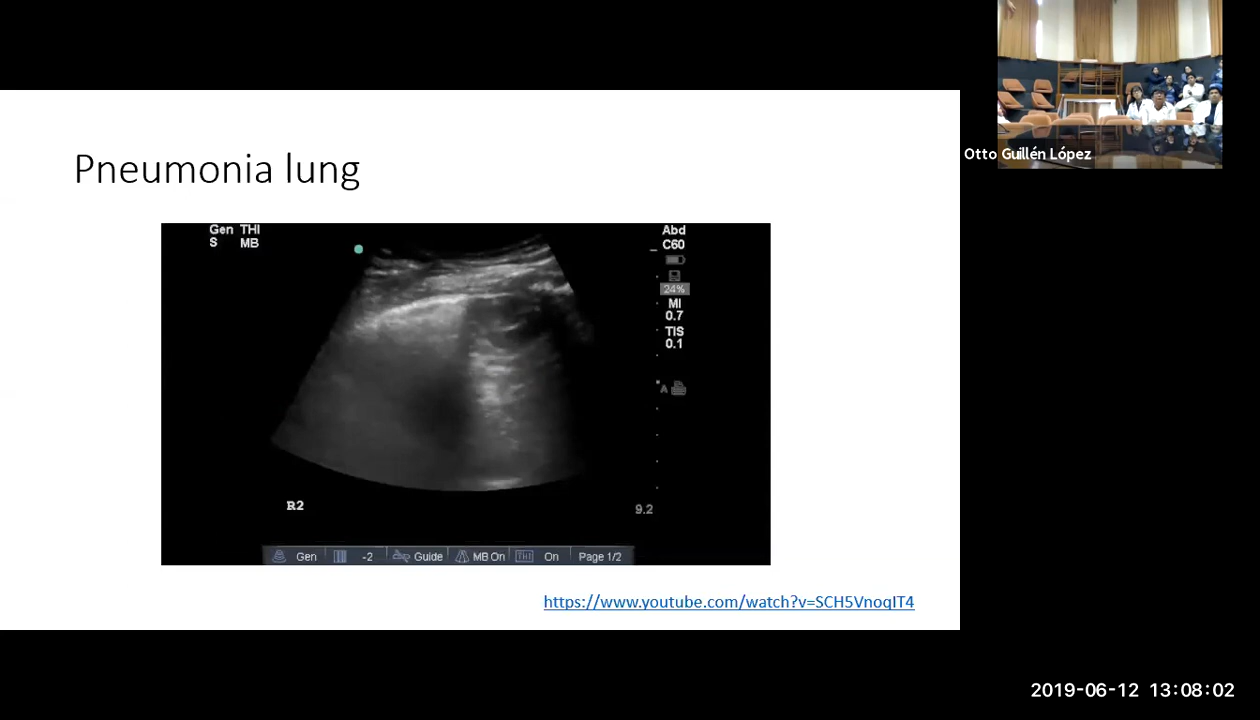 Pneumonia lung
Gen THI
S MB
Abd
C60
24%
MI
0.7
TIS
0.1
A
R2
9.2
Gen -2 Guide MB On THI On Page 1/2
https://www.youtube.com/watch?v=SCH5VnoqIT4
Otto Guillén López
2019-06-12 13:08:02